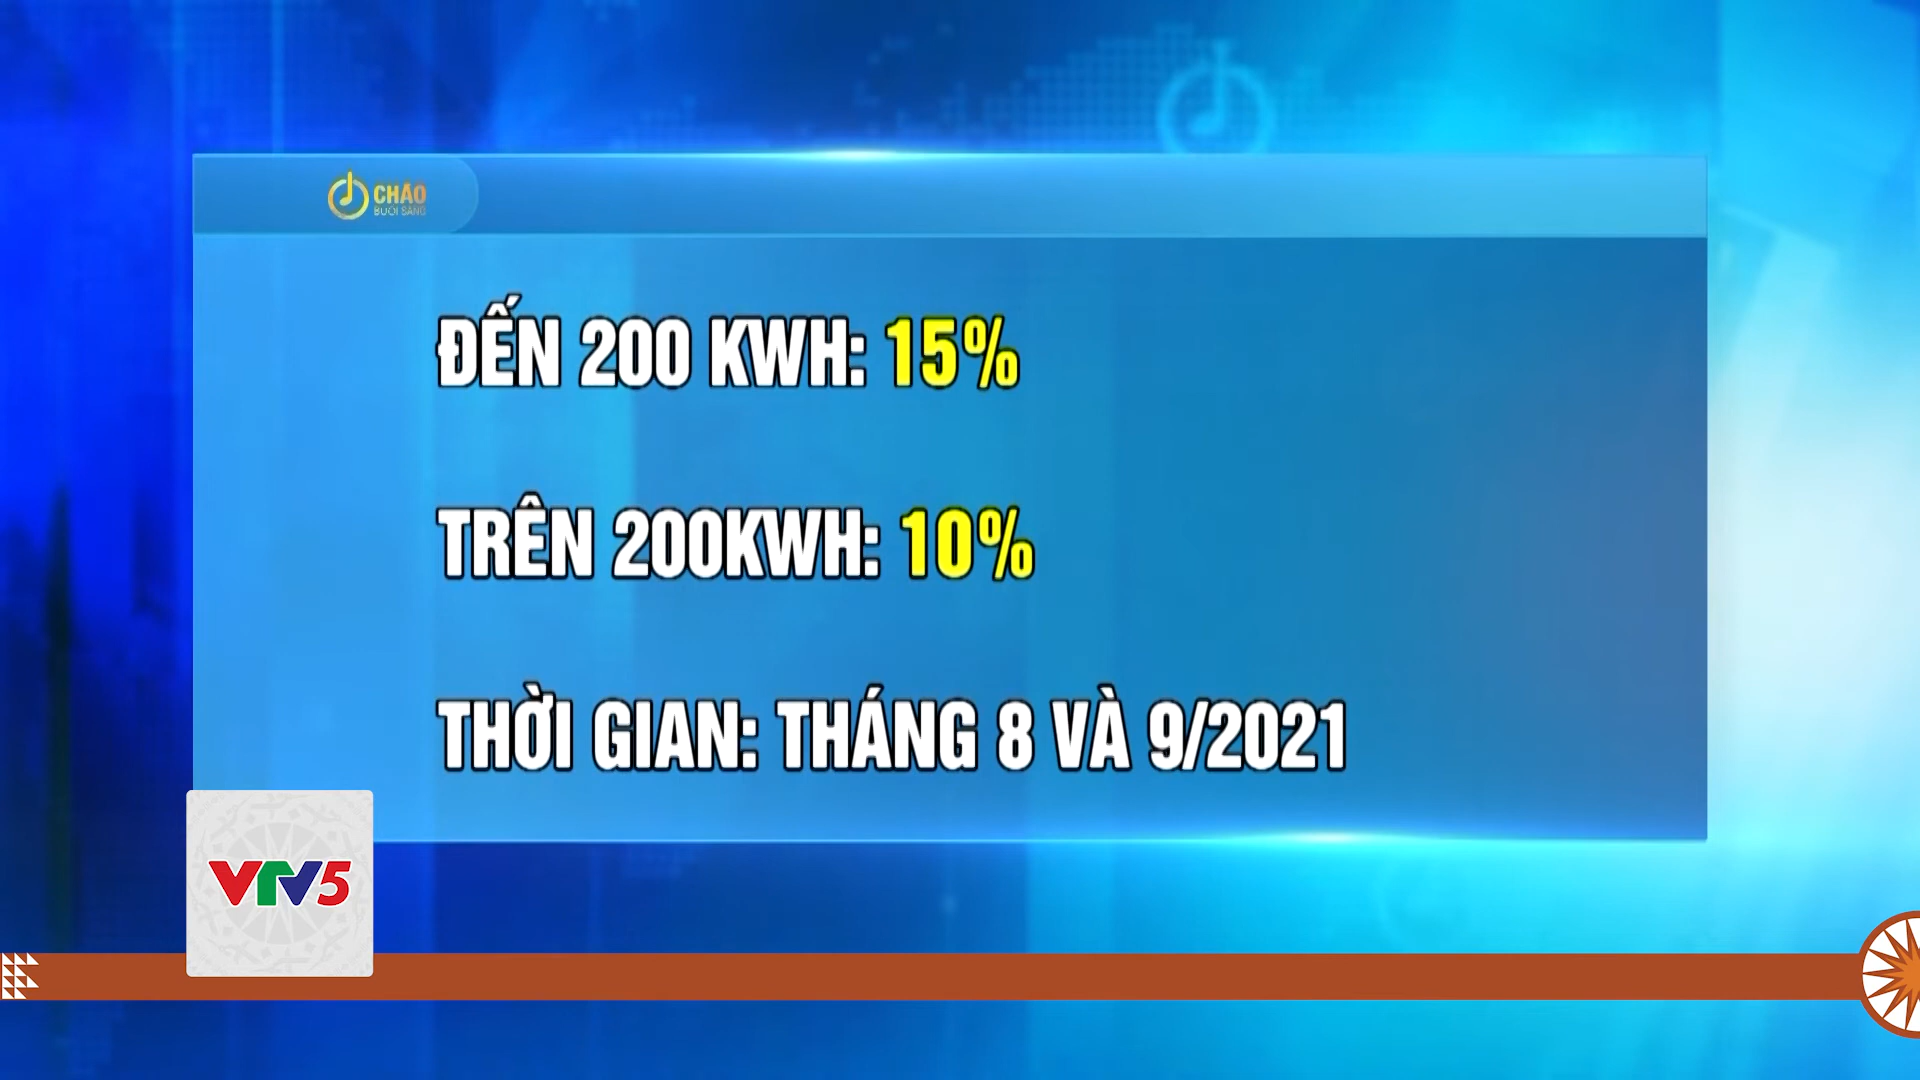 CHÀO
BUỔI SÁNG
ĐẾN 200 KWH: 15%
TRÊN 200KWH: 10%
THỜI GIAN: THÁNG 8 VÀ 9/2021
VTV5